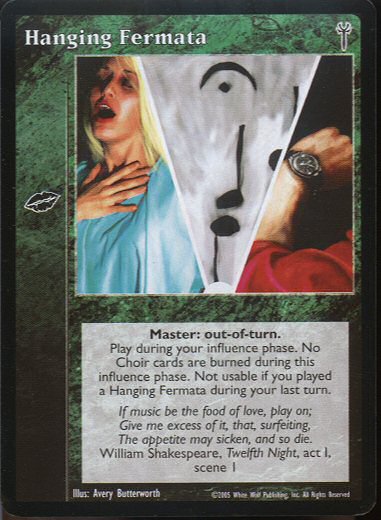 Hanging Fermata
Master: out-of-turn.
Play during your influence phase. No
Choir cards are burned during this
influence phase. Not usable if you played
a Hanging Fermata during your last turn.
If music be the food of love, play on;
Give me excess of it, that, surfeiting,
The appetite may sicken, and so die.
William Shakespeare, Twelfth Night, act I,
scene I
Illus: Avery Butterworth
©2005 White Wolf Publishing, Inc. All Rights Reserved